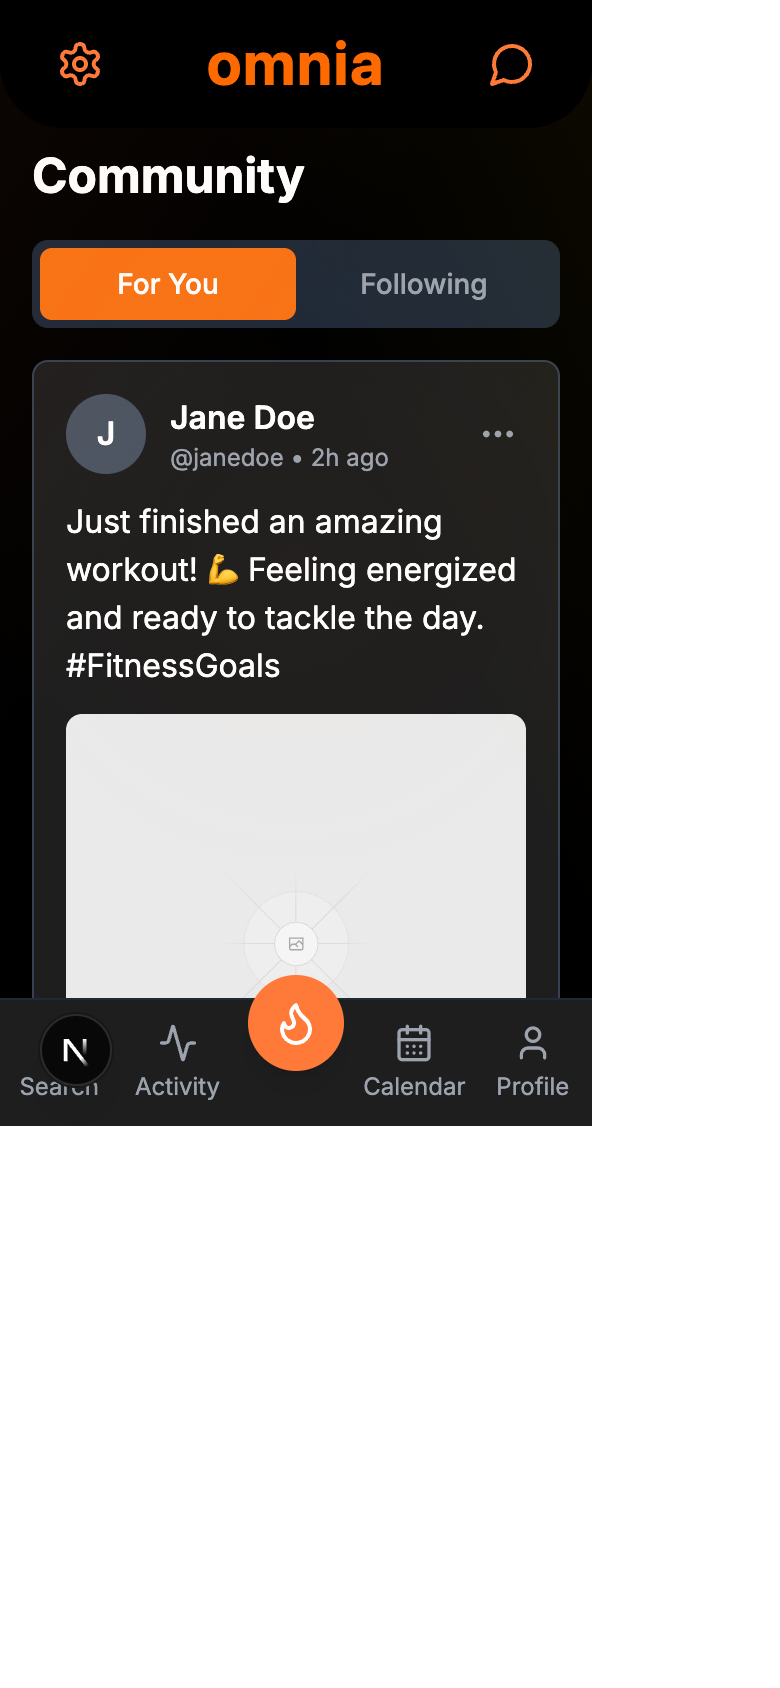 omnia
Community
For You
Following
J
Jane Doe
@janedoe • 2h ago
Just finished an amazing
workout! 💪 Feeling energized
and ready to tackle the day.
#FitnessGoals
N
Search
Activity
Calendar
Profile